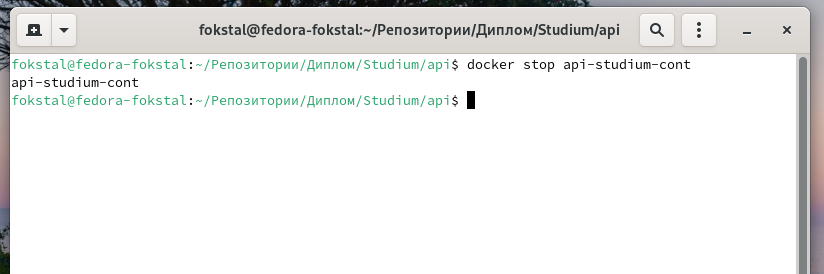 fokstal@fedora-fokstal:~/Репозитории/Диплом/Studium/api
fokstal@fedora-fokstal:~/Репозитории/Диплом/Studium/api$ docker stop api-studium-cont
api-studium-cont
fokstal@fedora-fokstal:~/Репозитории/Диплом/Studium/api$